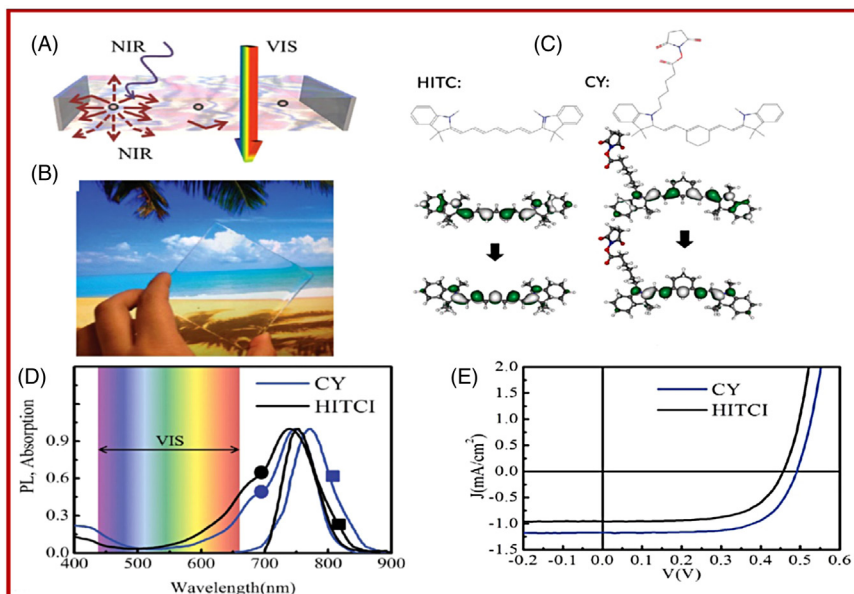 (A)
NIR
VIS
NIR
(B)
(C)
HITC:
CY:
(D)
CY
HITCI
VIS
PL, Absorption
0.9
0.6
0.3
0.0
400 500 600 700 800 900
Wavelength(nm)
(E)
CY
HITCI
J(mA/cm²)
2.0
1.5
1.0
0.5
0.0
-0.5
-1.0
-1.5
-0.2 -0.1 0.0 0.1 0.2 0.3 0.4 0.5 0.6
V(V)